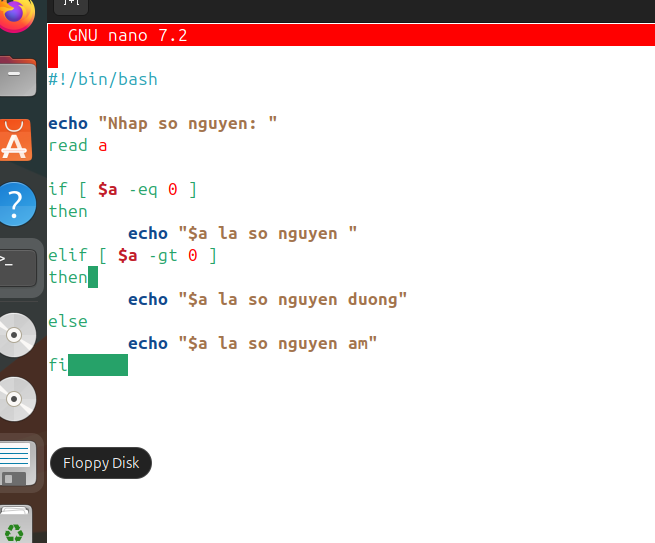 GNU nano 7.2
#!/bin/bash
echo "Nhap so nguyen: "
read a
if [ $a -eq 0 ]
then
echo "$a la so nguyen "
elif [ $a -gt 0 ]
then
echo "$a la so nguyen duong"
else
echo "$a la so nguyen am"
fi
Floppy Disk